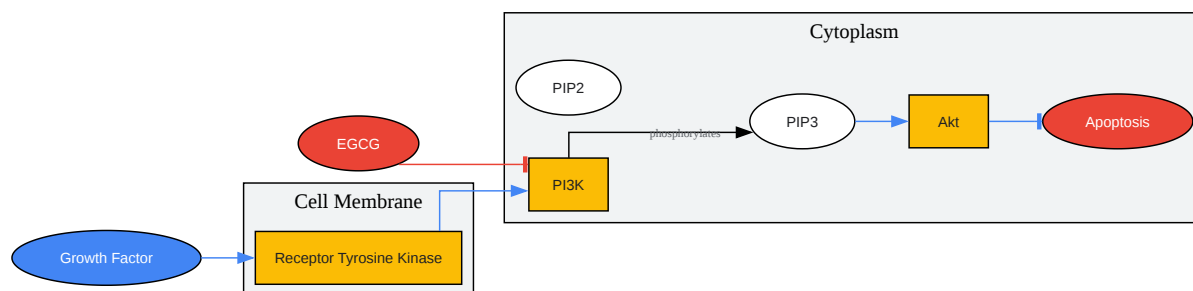 Cytoplasm
PIP2
phosphorylates
PIP3
Akt
Apoptosis
EGCG
PI3K
Cell Membrane
Growth Factor
Receptor Tyrosine Kinase